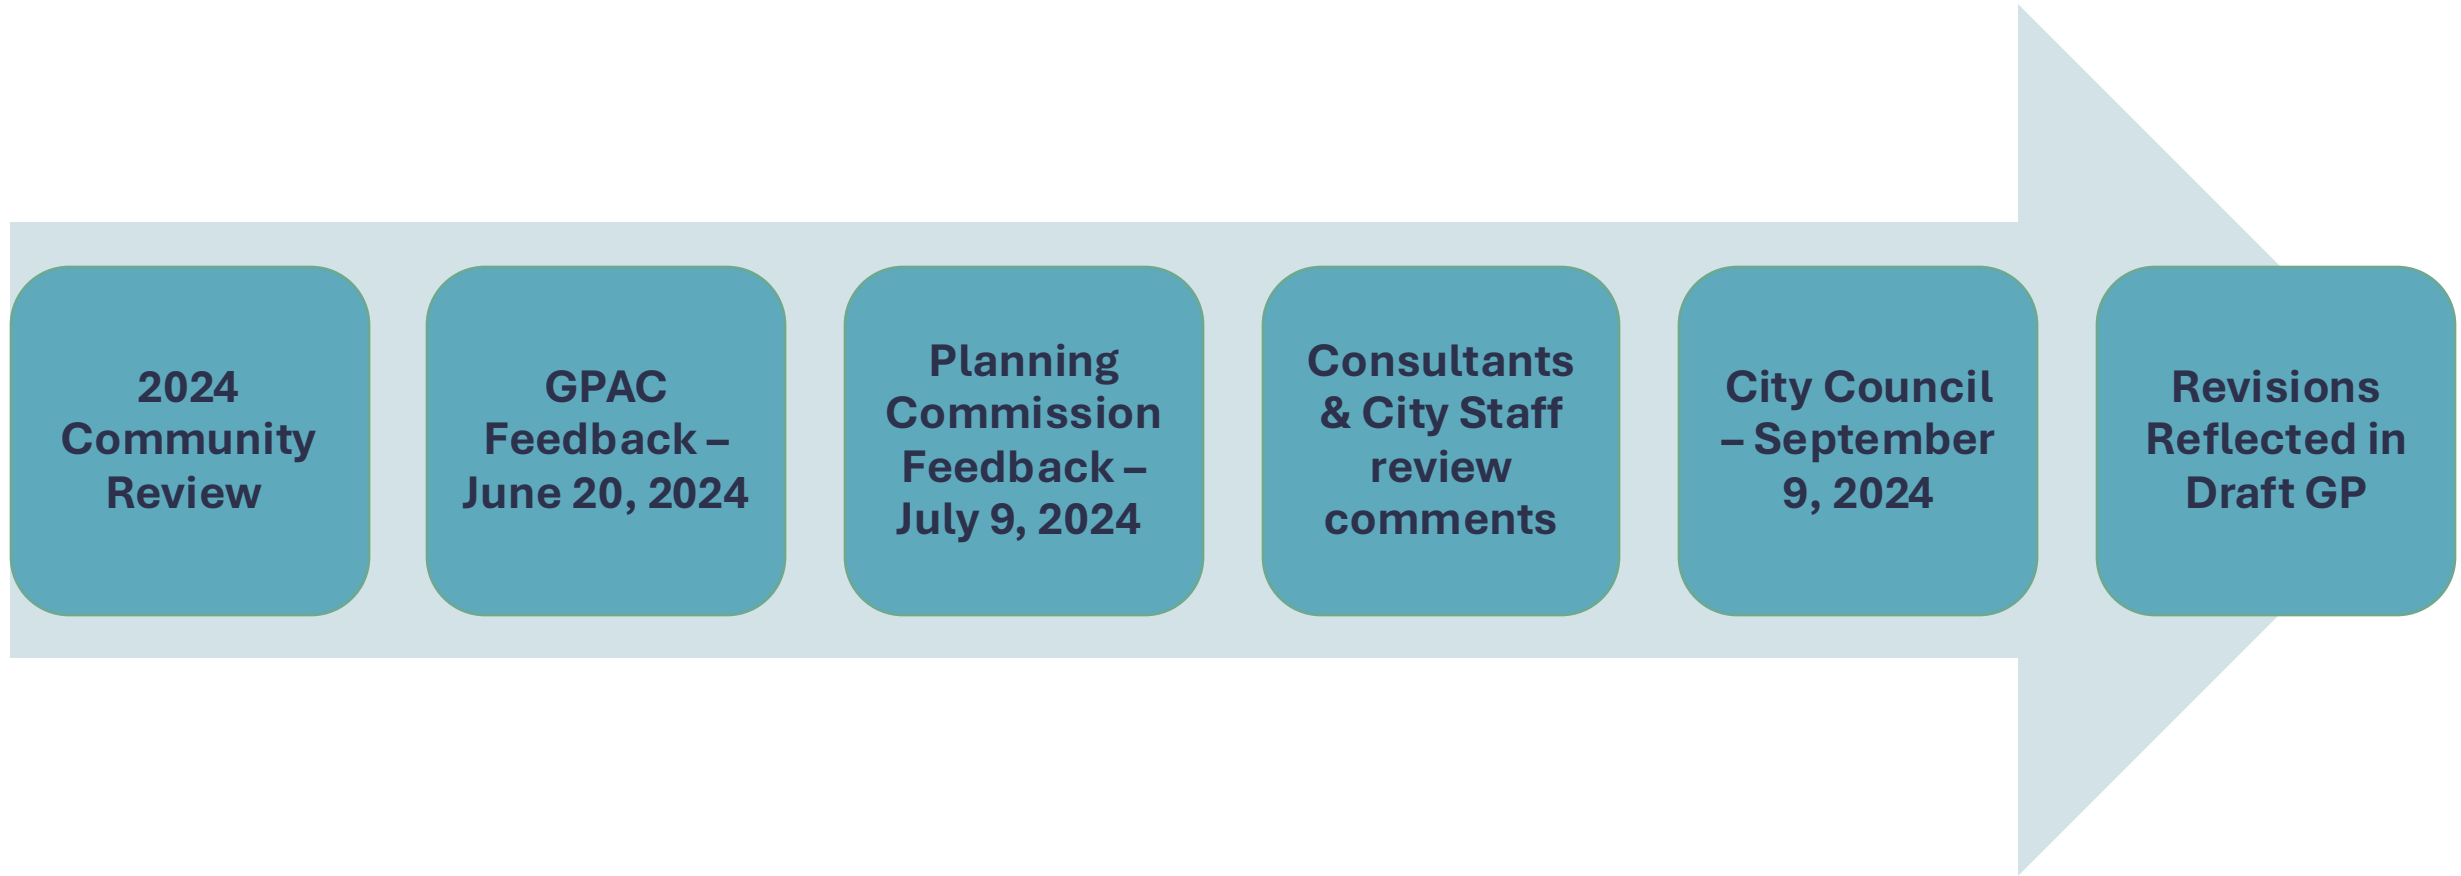 2024
Community
Review
GPAC
Feedback –
June 20, 2024
Planning
Commission
Feedback –
July 9, 2024
Consultants
& City Staff
review
comments
City Council
– September
9, 2024
Revisions
Reflected in
Draft GP